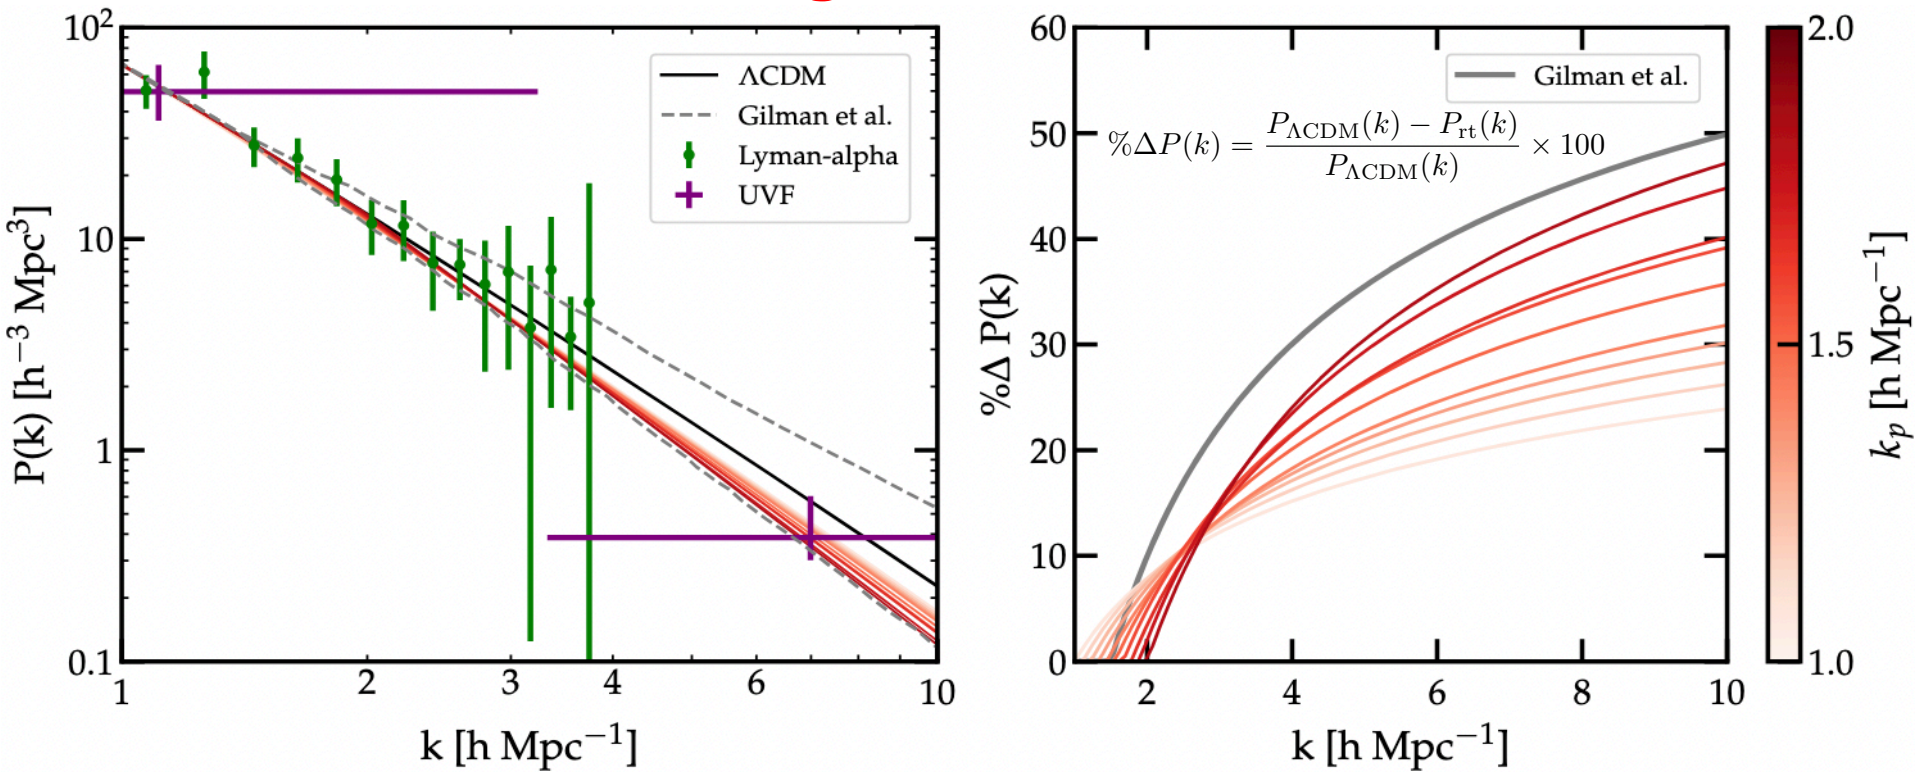 10²
10
1
0.1
P(k) [h⁻³ Mpc³]
ΛCDM
Gilman et al.
Lyman-alpha
UVF
1 2 3 4 6 10
k [h Mpc⁻¹]
60
50
40
30
20
10
0
%Δ P(k)
Gilman et al.
%ΔP(k) = (P_ΛCDM(k) − P_rt(k)) / P_ΛCDM(k) × 100
2 4 6 8 10
k [h Mpc⁻¹]
2.0
1.5
1.0
k_p [h Mpc⁻¹]